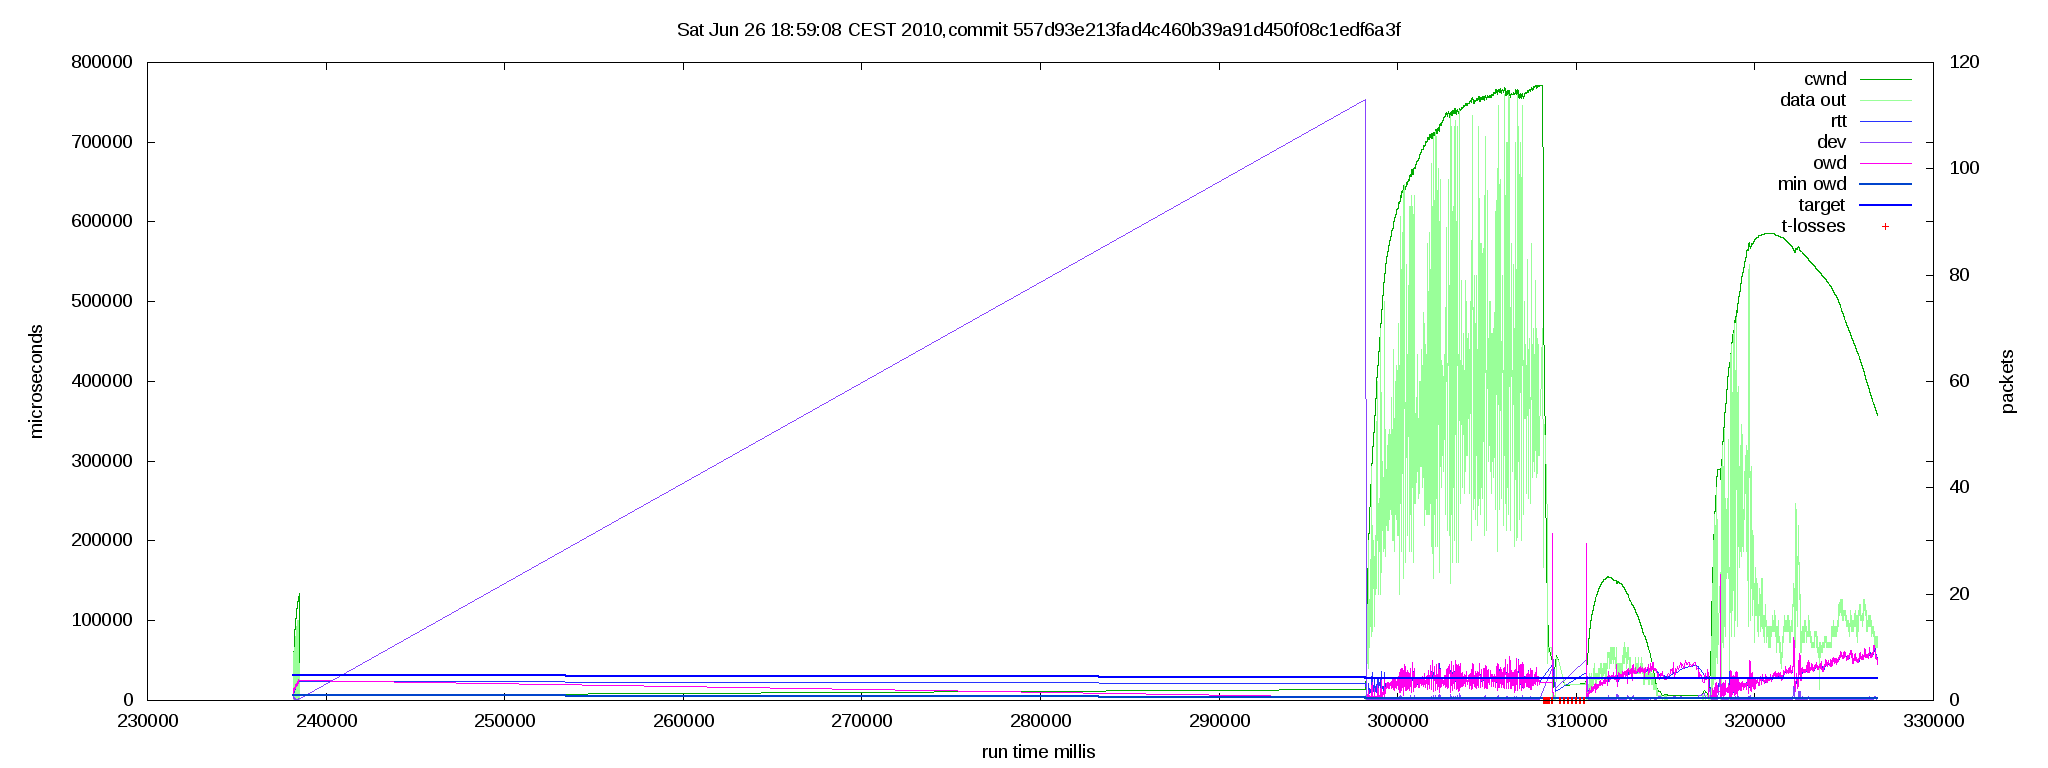 Sat Jun 26 18:59:08 CEST 2010,commit 557d93e213fad4c460b39a91d450f08c1edf6a3f
800000
700000
600000
500000
400000
300000
200000
100000
0
microseconds
120
100
80
60
40
20
0
packets
cwnd
data out
rtt
dev
owd
min owd
target
t-losses
230000 240000 250000 260000 270000 280000 290000 300000 310000 320000 330000
run time millis